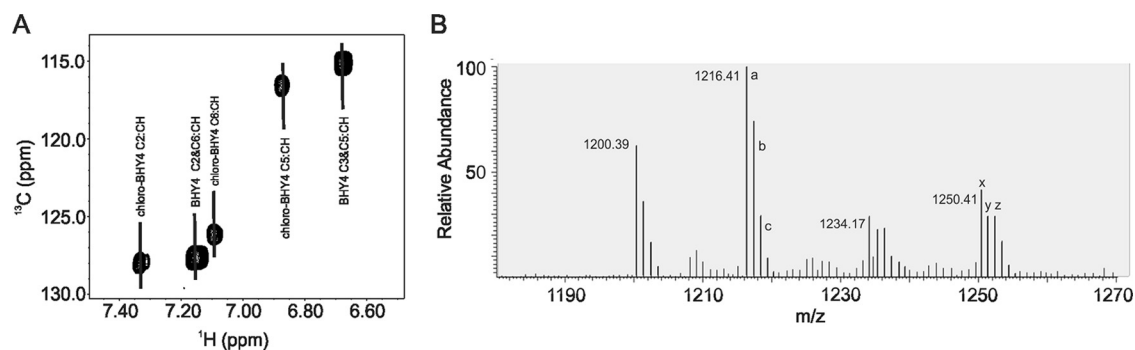 A
115.0
120.0
125.0
130.0
13C (ppm)
7.40
7.20
7.00
6.80
6.60
1H (ppm)
chloro-BHY4 C2:CH
BHY4 C2&C6:CH
chloro-BHY4 C6:CH
chloro-BHY4 C5:CH
BHY4 C3&C5:CH
B
100
50
Relative Abundance
1200.39
1216.41 a
b
c
1234.17
1250.41
x
y z
1190
1210
1230
1250
1270
m/z